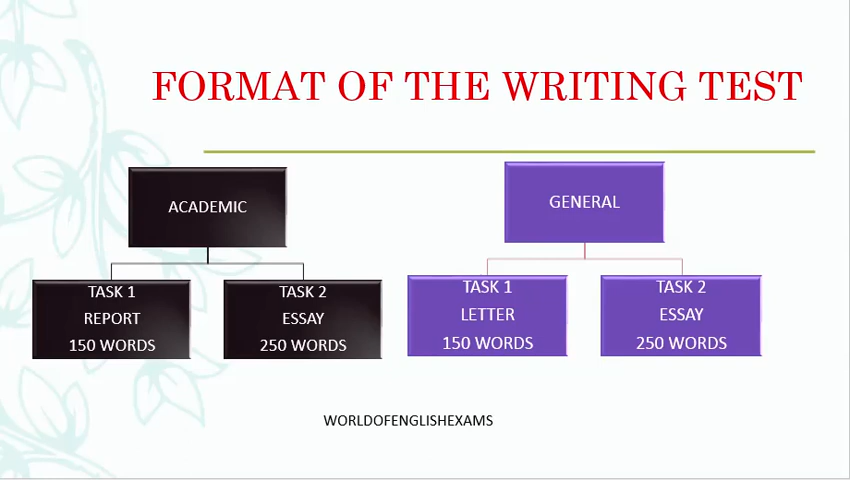 FORMAT OF THE WRITING TEST
ACADEMIC
TASK 1
REPORT
150 WORDS
TASK 2
ESSAY
250 WORDS
GENERAL
TASK 1
LETTER
150 WORDS
TASK 2
ESSAY
250 WORDS
WORLDOFENGLISHEXAMS